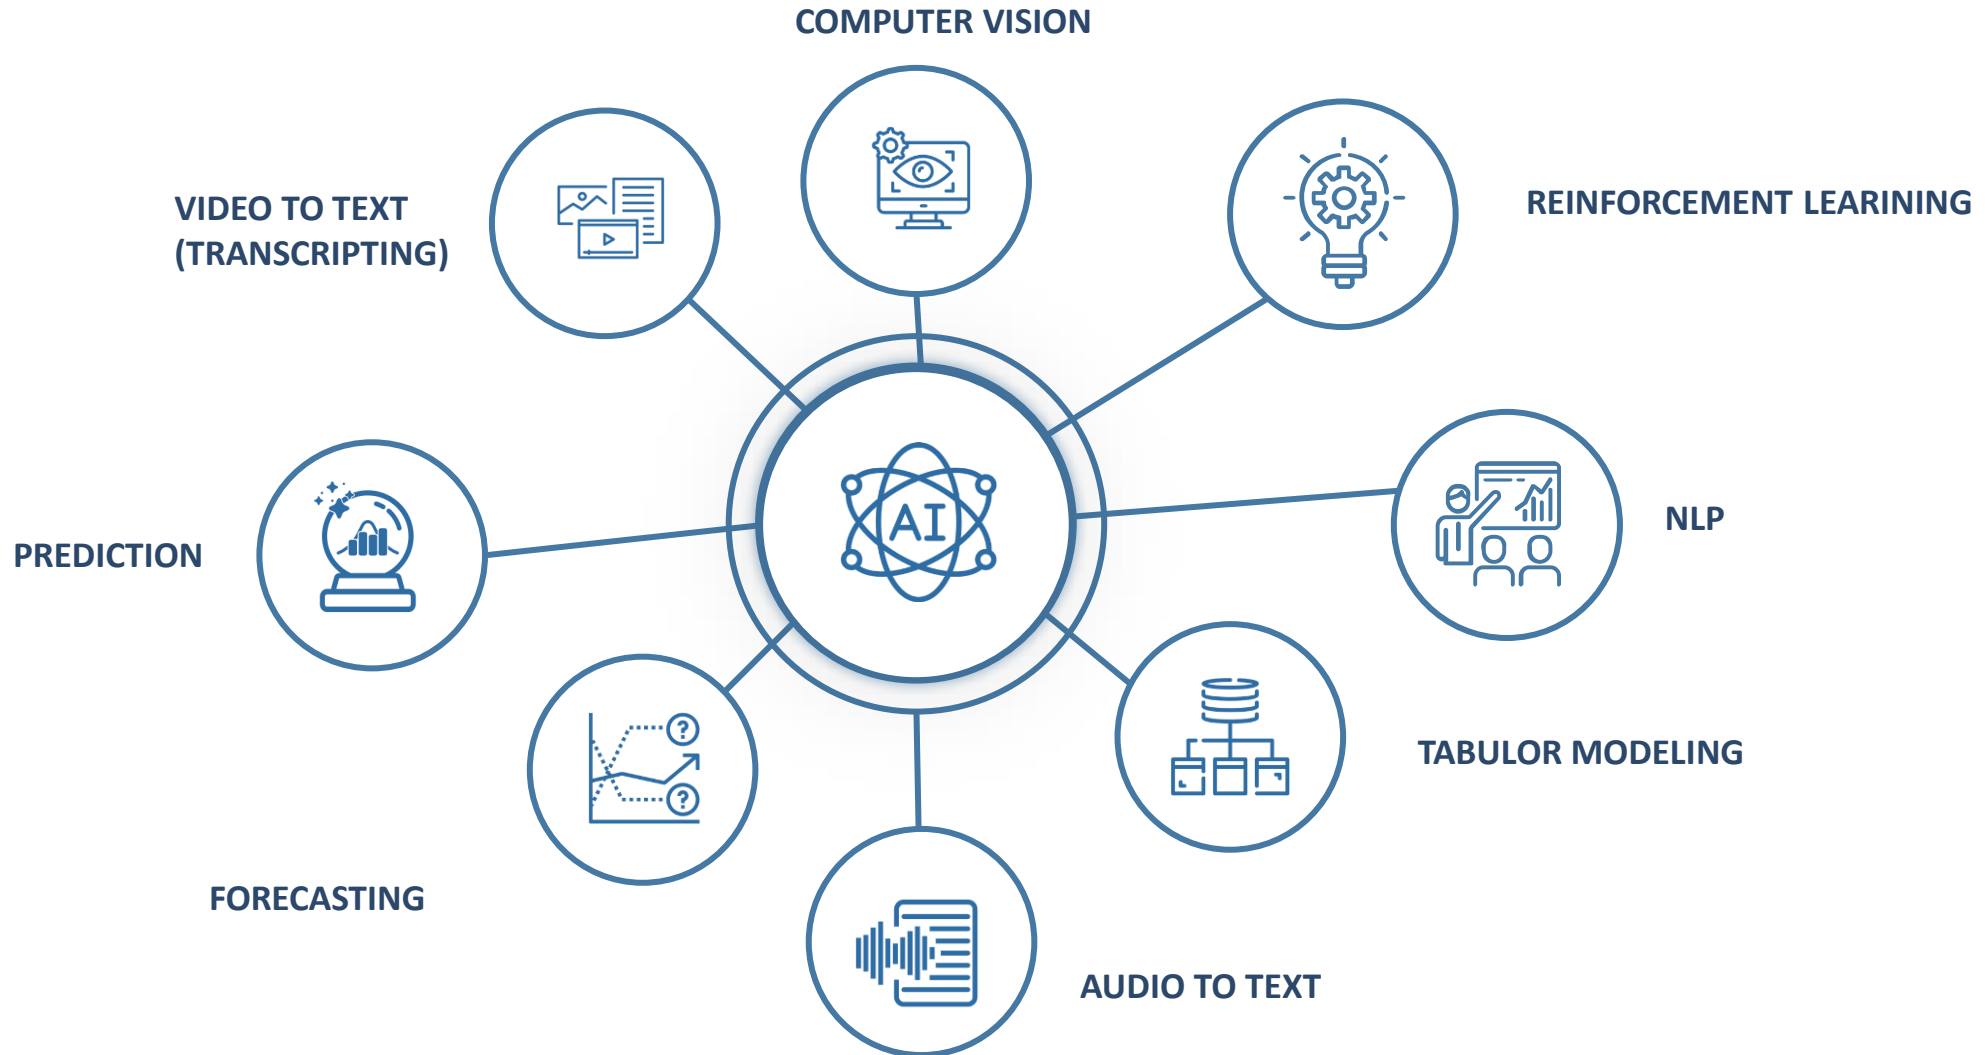 COMPUTER VISION
VIDEO TO TEXT
(TRANSCRIPTING)
REINFORCEMENT LEARINING
AI
NLP
PREDICTION
? 
?
TABULOR MODELING
FORECASTING
AUDIO TO TEXT